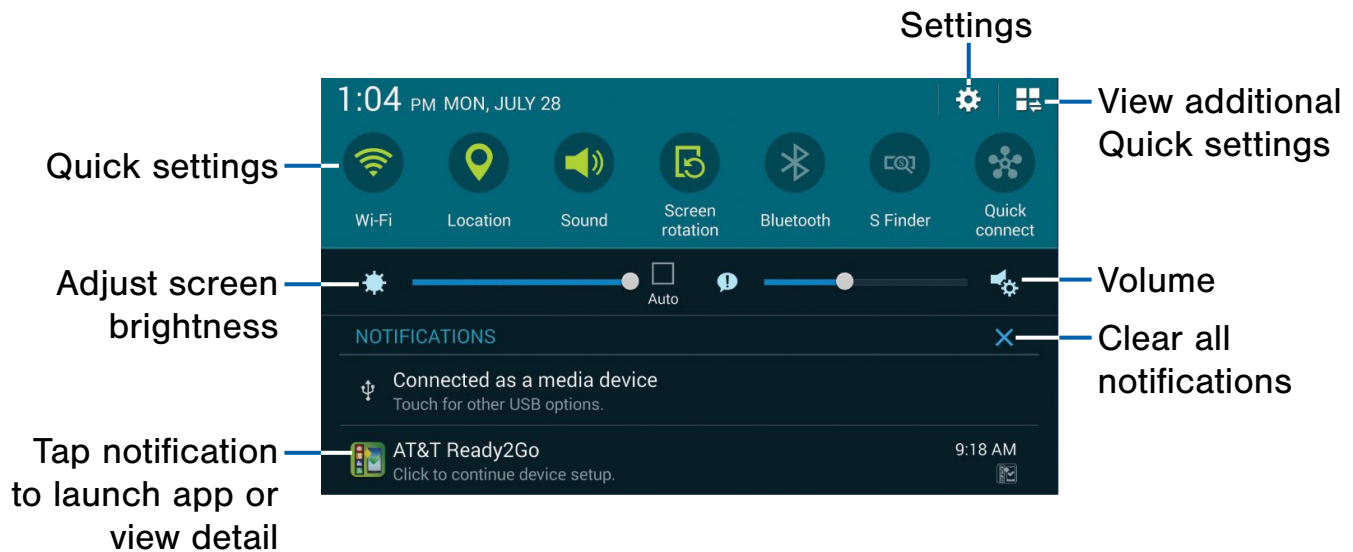 Settings
1:04 PM MON, JULY 28
View additional
Quick settings
Quick settings
Wi-Fi
Location
Sound
Screen
rotation
Bluetooth
S Finder
Quick
connect
Adjust screen
brightness
Auto
Volume
NOTIFICATIONS
Clear all
notifications
Connected as a media device
Touch for other USB options.
Tap notification
to launch app or
view detail
AT&T Ready2Go
9:18 AM
Click to continue device setup.